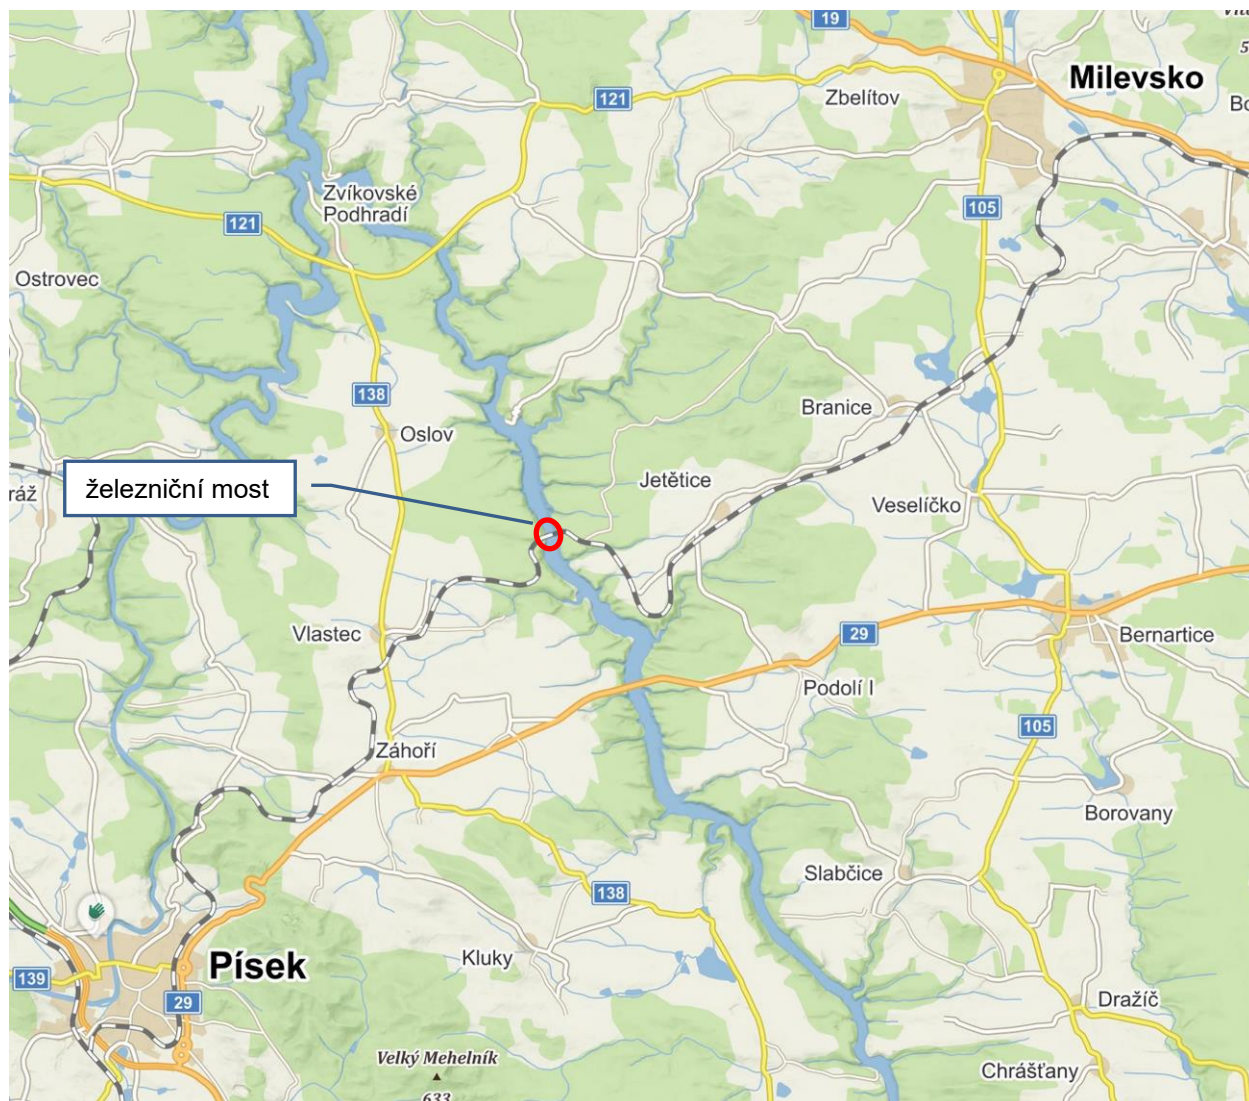 19
Milevsko
Zbelítov
121
Zvíkovské
Podhradí
105
121
Ostrovec
138
Branice
Oslov
Jetětice
železniční most
ráž
Veselíčko
Vlastec
29
Bernartice
Podolí I
105
Záhoří
Borovany
Slabčice
138
Kluky
Písek
139
29
Dražíč
Velký Mehelník
633
Chrášťany